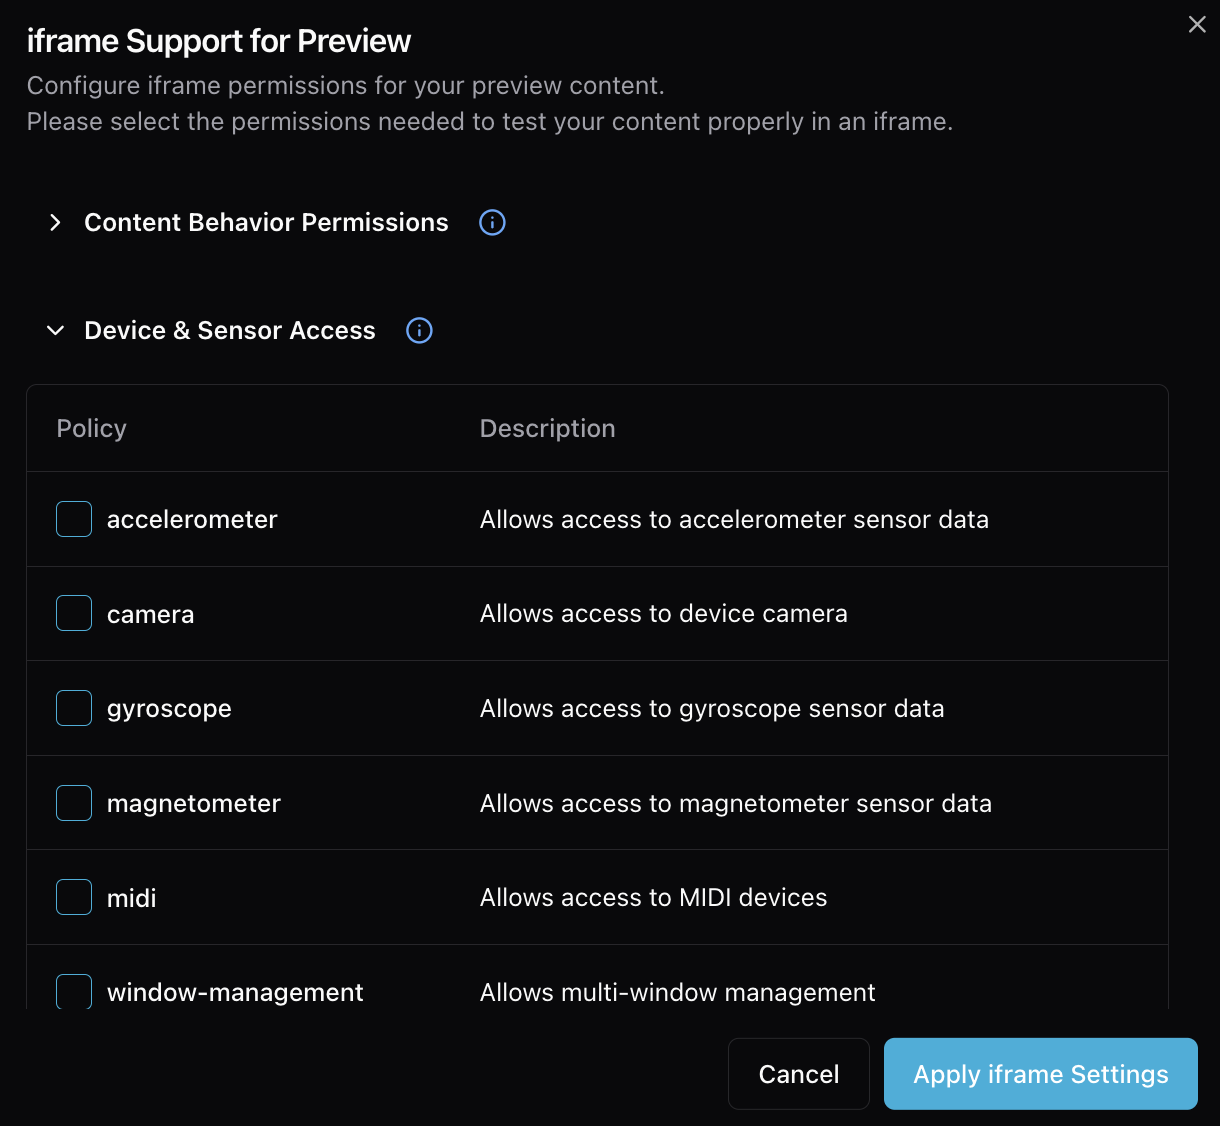 iframe Support for Preview
Configure iframe permissions for your preview content.
Please select the permissions needed to test your content properly in an iframe.
Content Behavior Permissions
Device & Sensor Access
Policy Description
accelerometer Allows access to accelerometer sensor data
camera Allows access to device camera
gyroscope Allows access to gyroscope sensor data
magnetometer Allows access to magnetometer sensor data
midi Allows access to MIDI devices
window-management Allows multi-window management
Cancel Apply iframe Settings